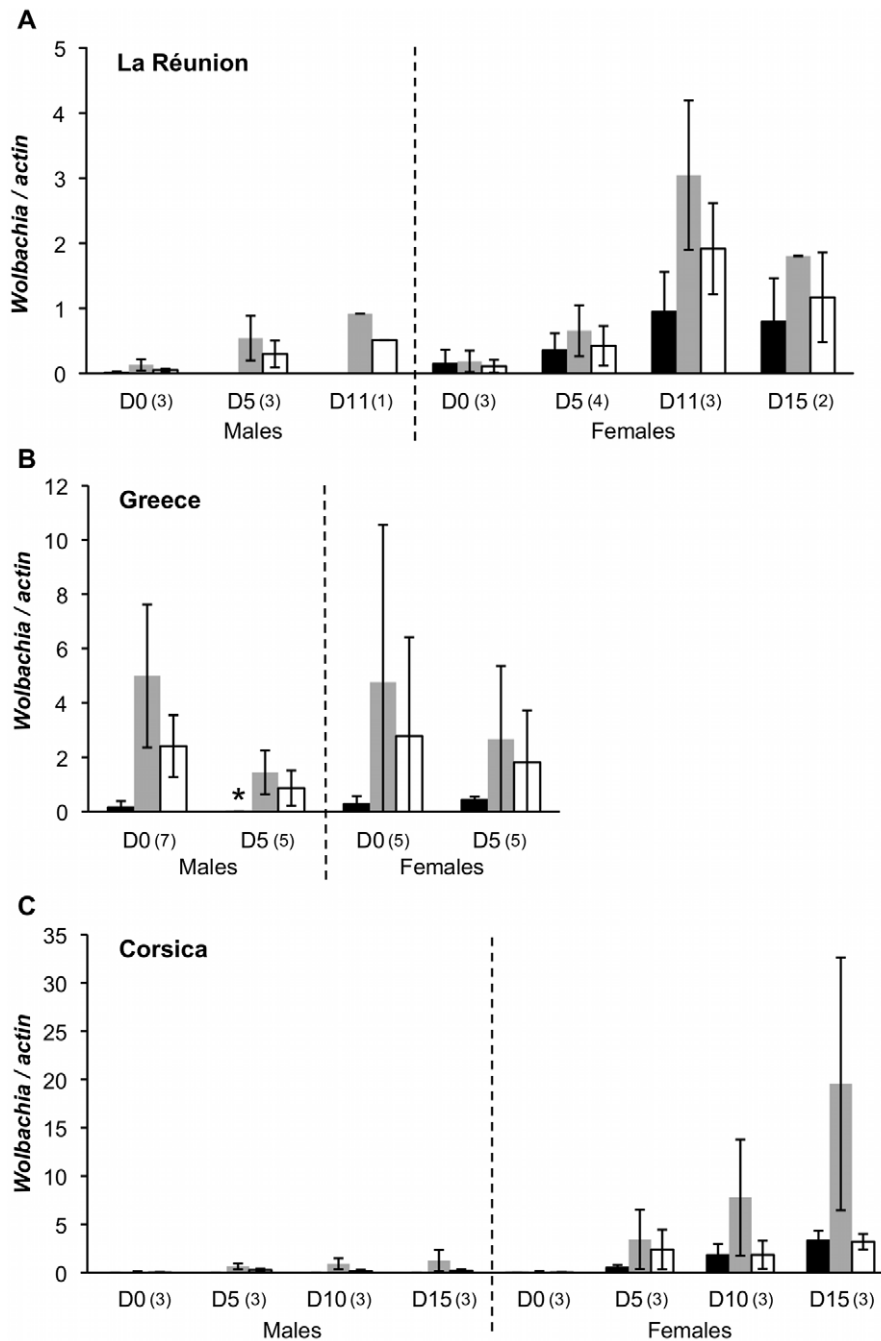 A
La Réunion
Wolbachia / actin
5
4
3
2
1
0
D0 (3) D5 (3) D11 (1) D0 (3) D5 (4) D11 (3) D15 (2)
Males Females
B
Greece
Wolbachia / actin
12
10
8
6
4
2
0
*
D0 (7) D5 (5) D0 (5) D5 (5)
Males Females
C
Corsica
Wolbachia / actin
35
30
25
20
15
10
5
0
D0 (3) D5 (3) D10 (3) D15 (3) D0 (3) D5 (3) D10 (3) D15 (3)
Males Females